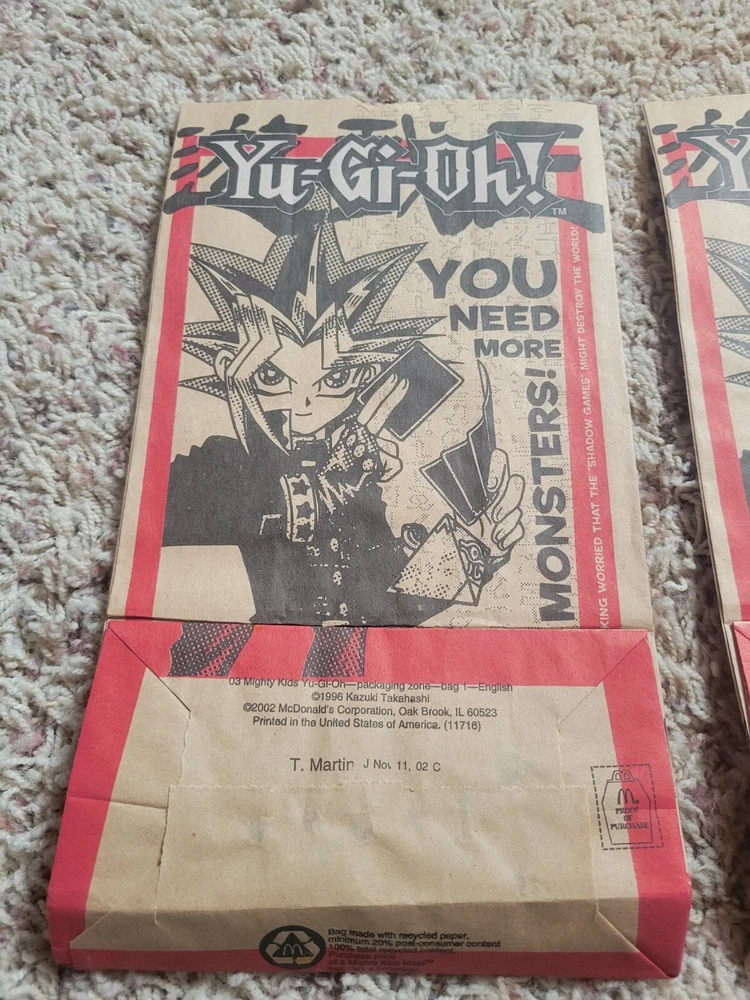 Yu-Gi-Oh!
TM
YOU
NEED
MORE
MONSTERS!
KING WORRIED THAT THE "SHADOW GAMES" MIGHT DESTROY THE WORLD!
03 Mighty Kids Yu-Gi-Oh—packaging zone—bag 1—English
©1996 Kazuki Takahashi
©2002 McDonald's Corporation, Oak Brook, IL 60523
Printed in the United States of America. (11716)
T. Martin J Nov 11, 02 C
PROOF
OF
PURCHASE
Bag made with recycled paper,
minimum 20% post-consumer content
100% total recycled content.
Purchase price
of a Mighty Kids Meal™
Y